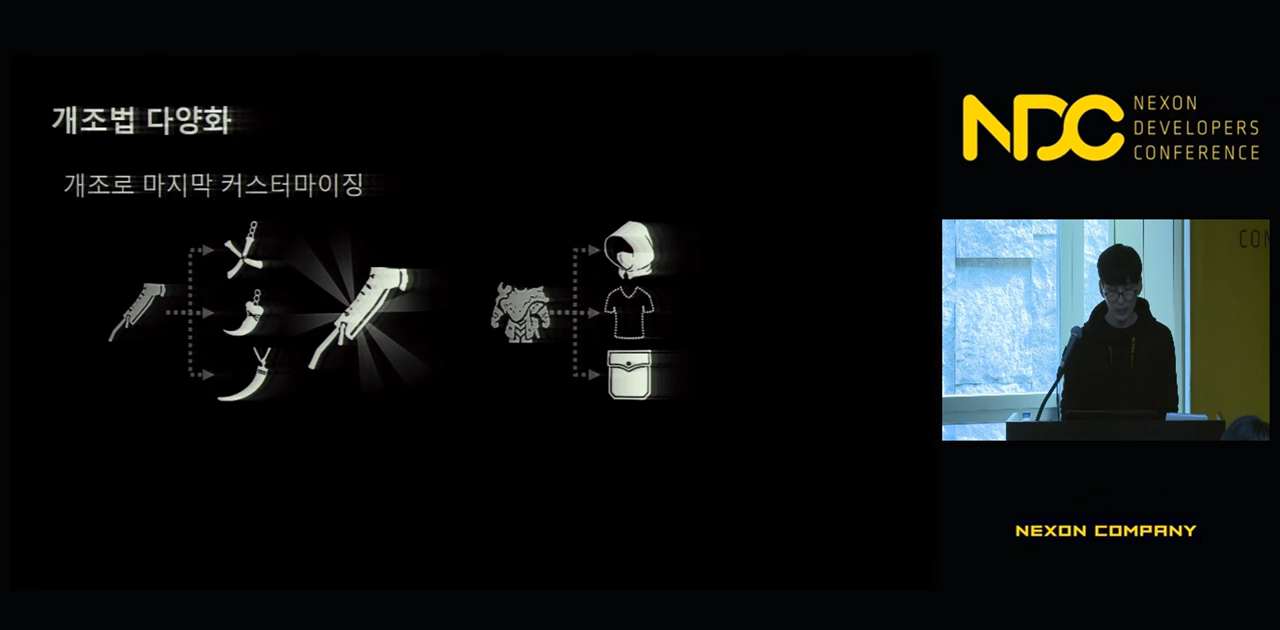 개조법 다양화
개조로 마지막 커스터마이징
NDC
NEXON
DEVELOPERS
CONFERENCE
CON
NEXON COMPANY